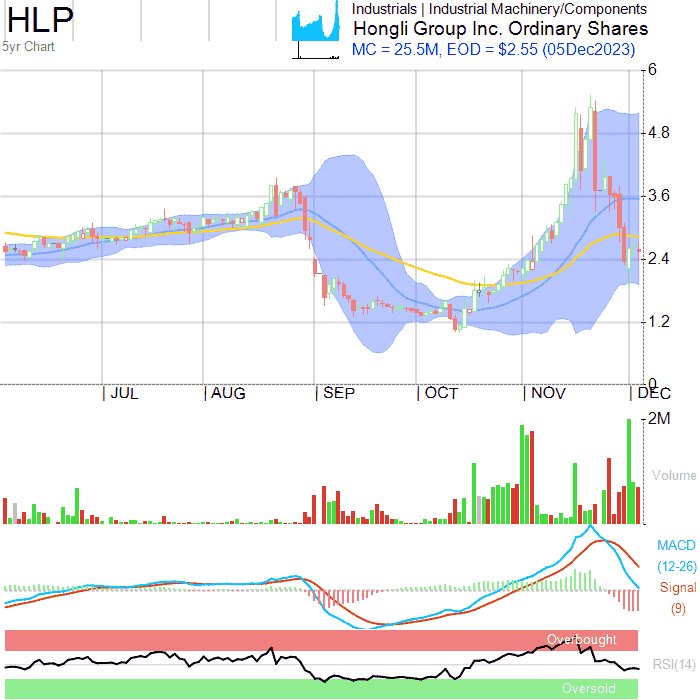 HLP
5yr Chart
Industrials | Industrial Machinery/Components
Hongli Group Inc. Ordinary Shares
MC = 25.5M, EOD = $2.55 (05Dec2023)
6
4.8
3.6
2.4
1.2
0
JUL
AUG
SEP
OCT
NOV
DEC
2M
Volume
MACD
(12-26)
Signal
(9)
Overbought
RSI(14)
Oversold